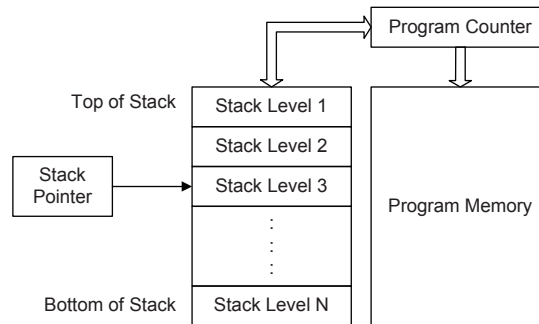 Program Counter
Top of Stack
Stack Level 1
Stack Level 2
Stack
Pointer
Stack Level 3
Program Memory
:
:
:
Bottom of Stack
Stack Level N